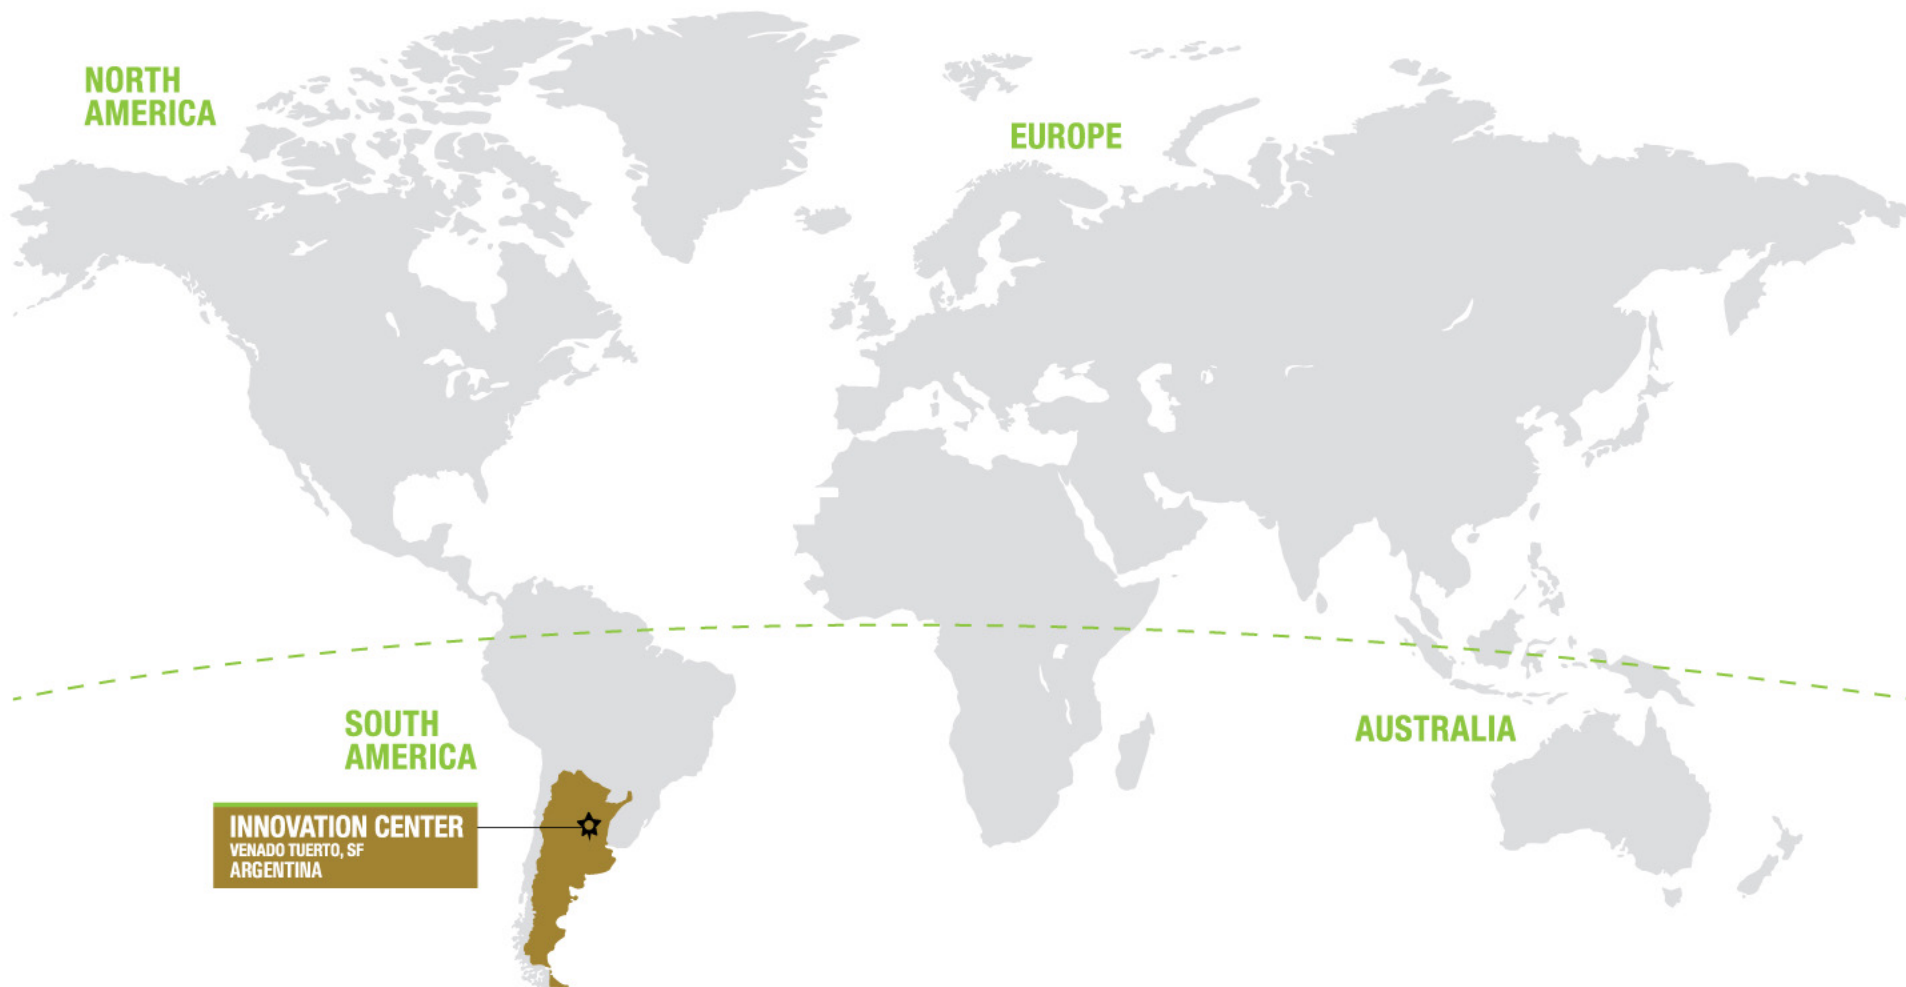 NORTH
AMERICA
EUROPE
SOUTH
AMERICA
AUSTRALIA
INNOVATION CENTER
VENADO TUERTO, SF
ARGENTINA